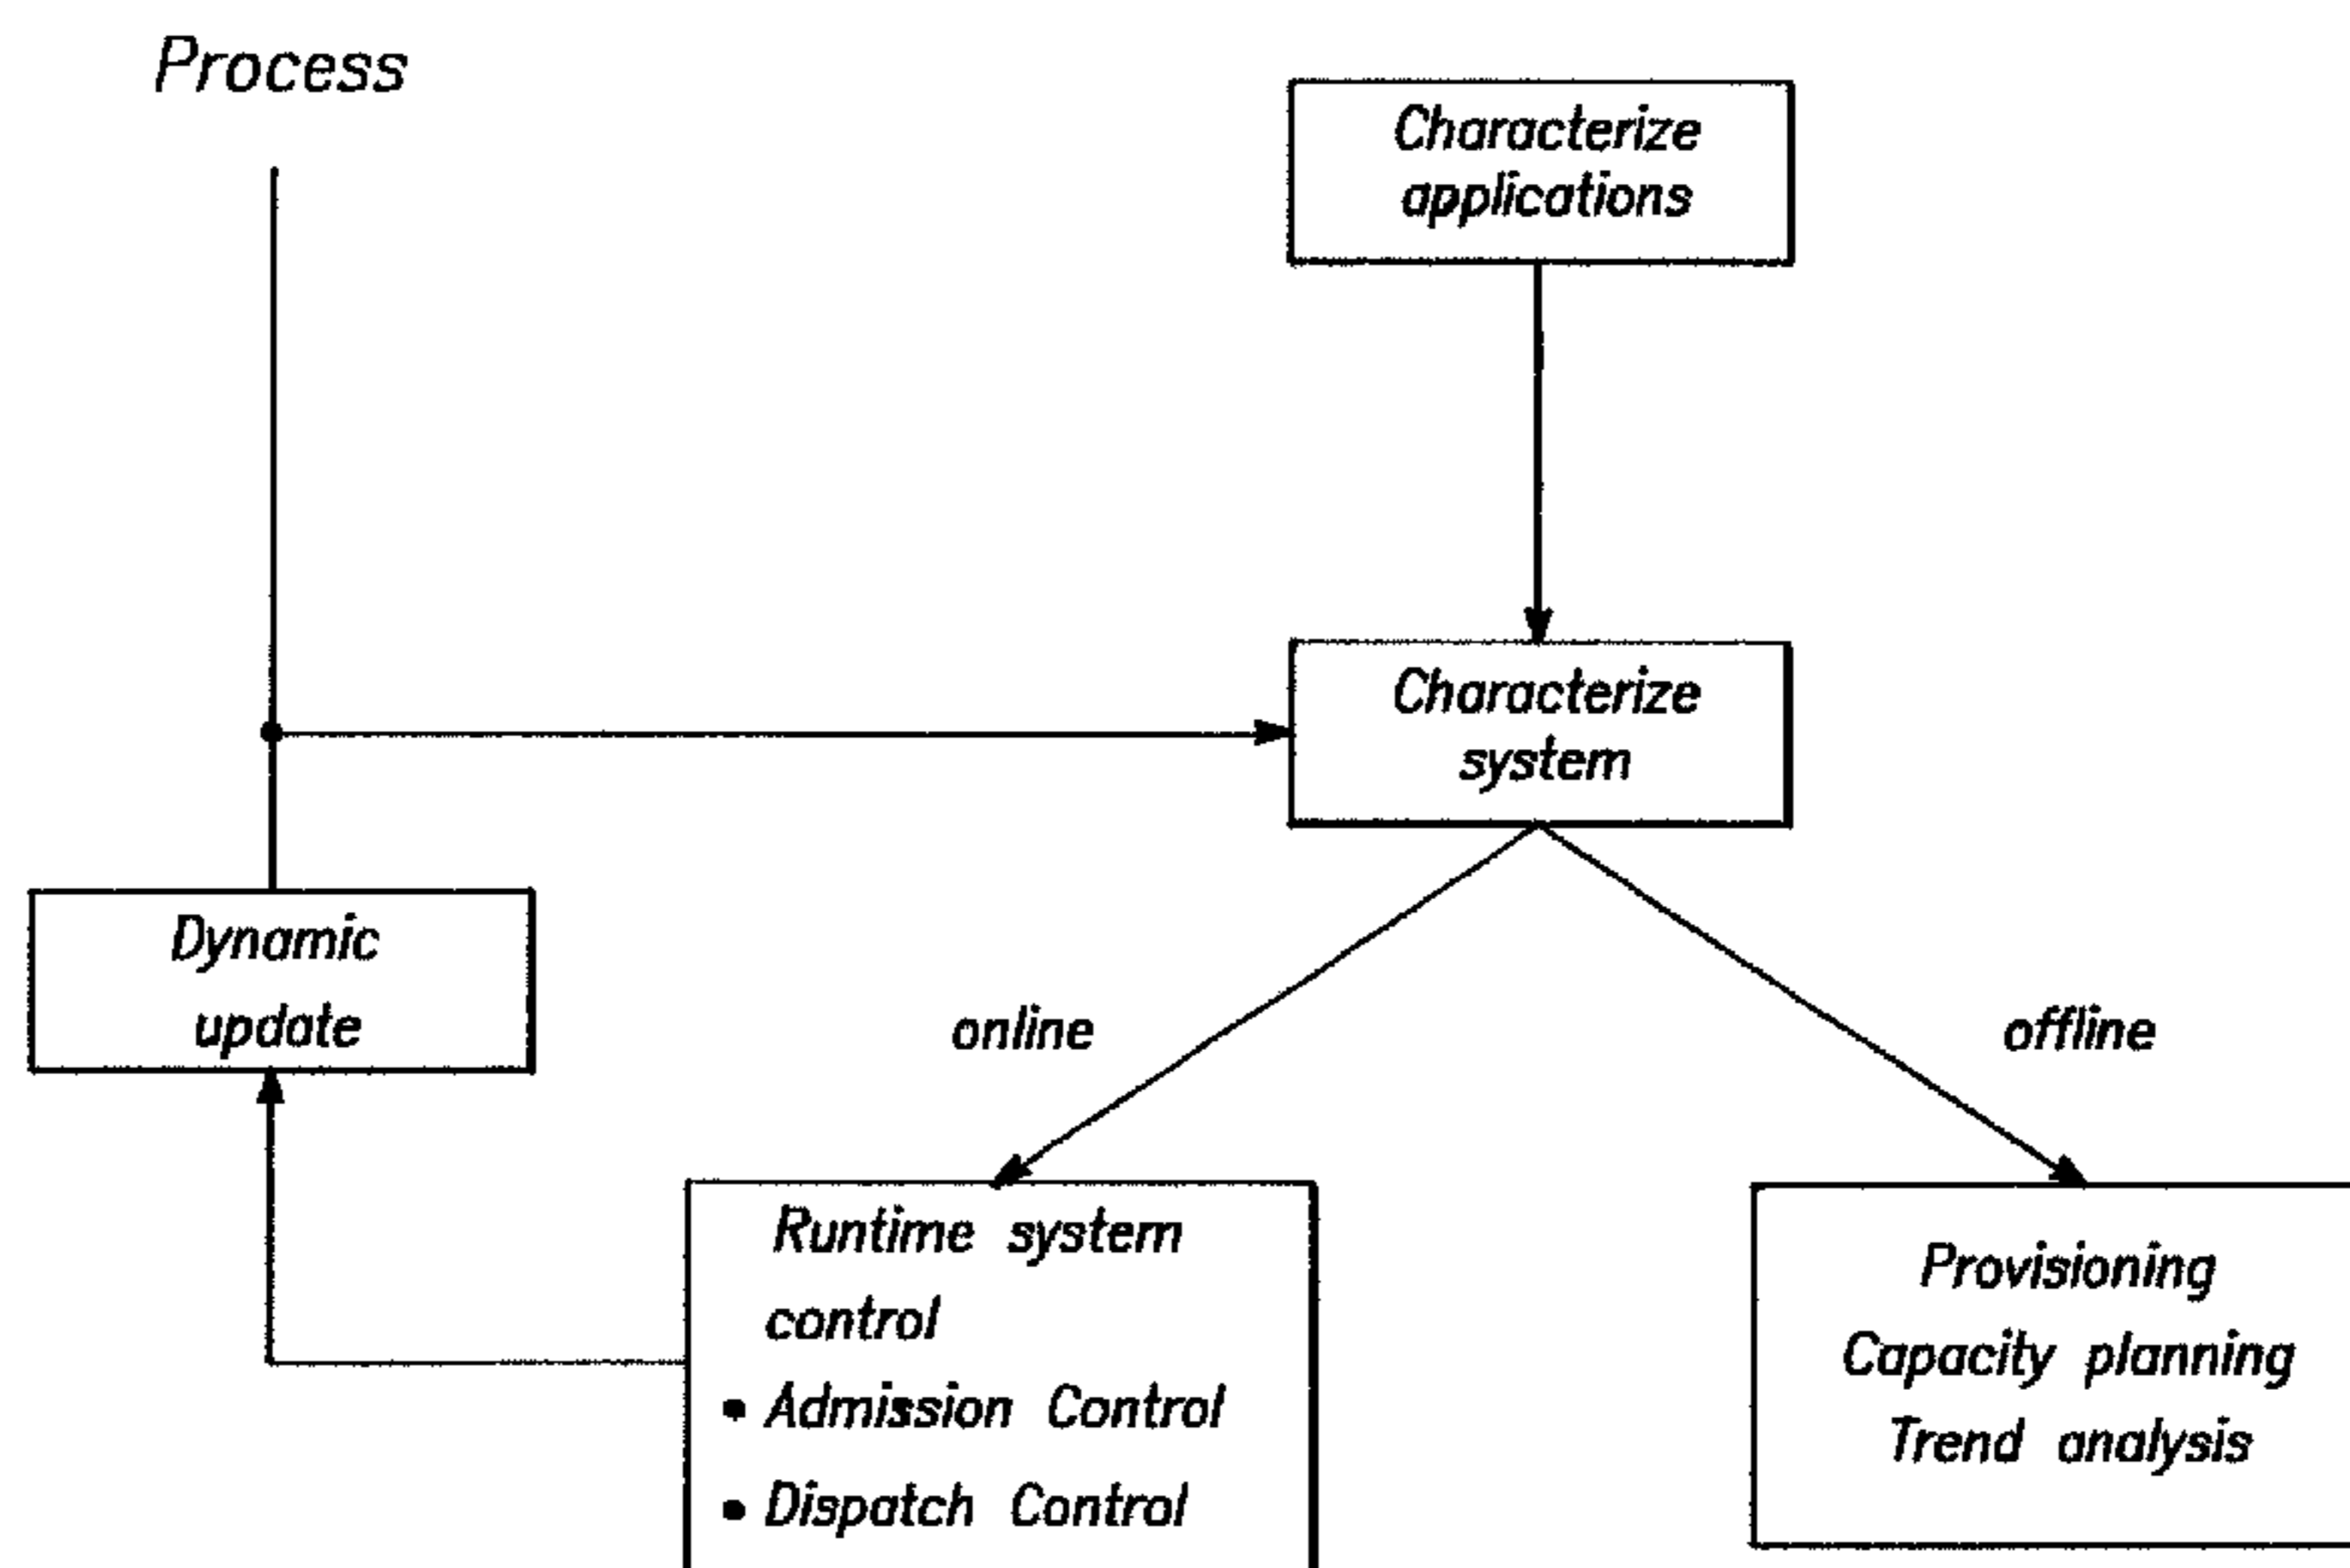 Process
Characterize
applications
Characterize
system
Dynamic
update
online
offline
Runtime system
control
• Admission Control
• Dispatch Control
Provisioning
Capacity planning
Trend analysis